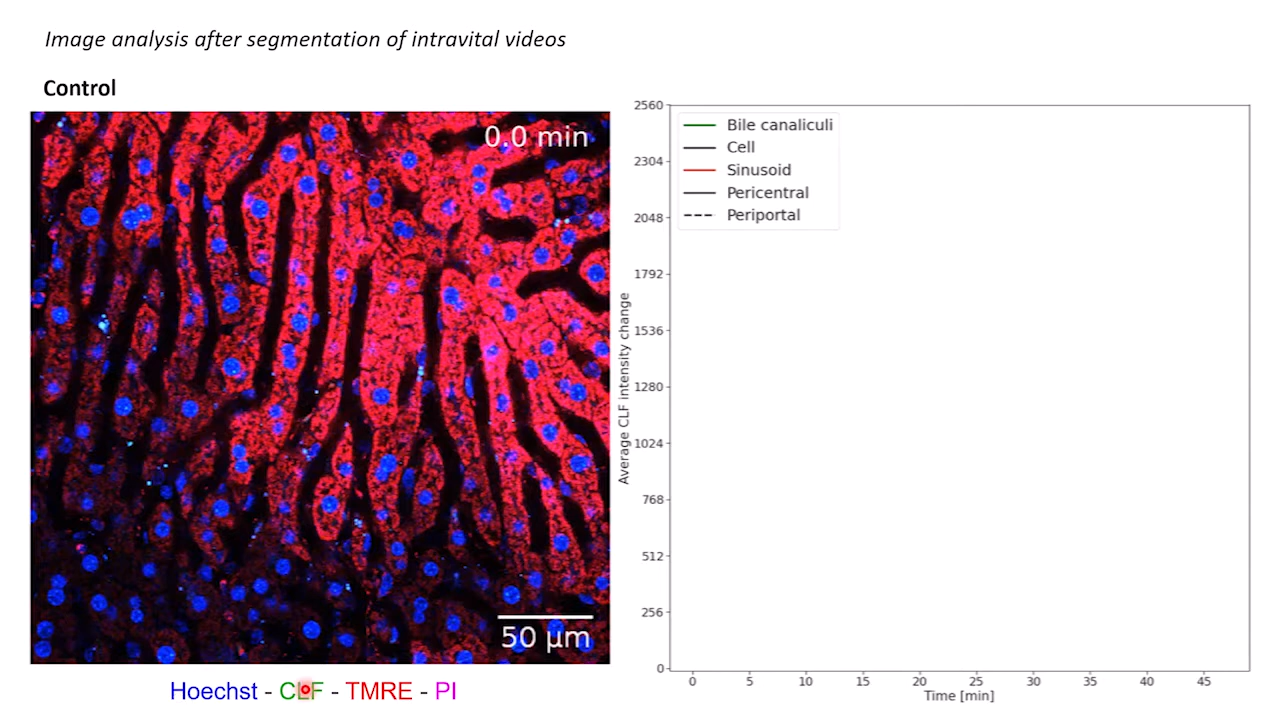 Image analysis after segmentation of intravital videos
Control
0.0 min
50 µm
Hoechst - CLF - TMRE - PI
2560
2304
2048
1792
1536
1280
1024
768
512
256
0
Average CLF intensity change
Bile canaliculi
Cell
Sinusoid
Pericentral
Periportal
0 5 10 15 20 25 30 35 40 45
Time [min]